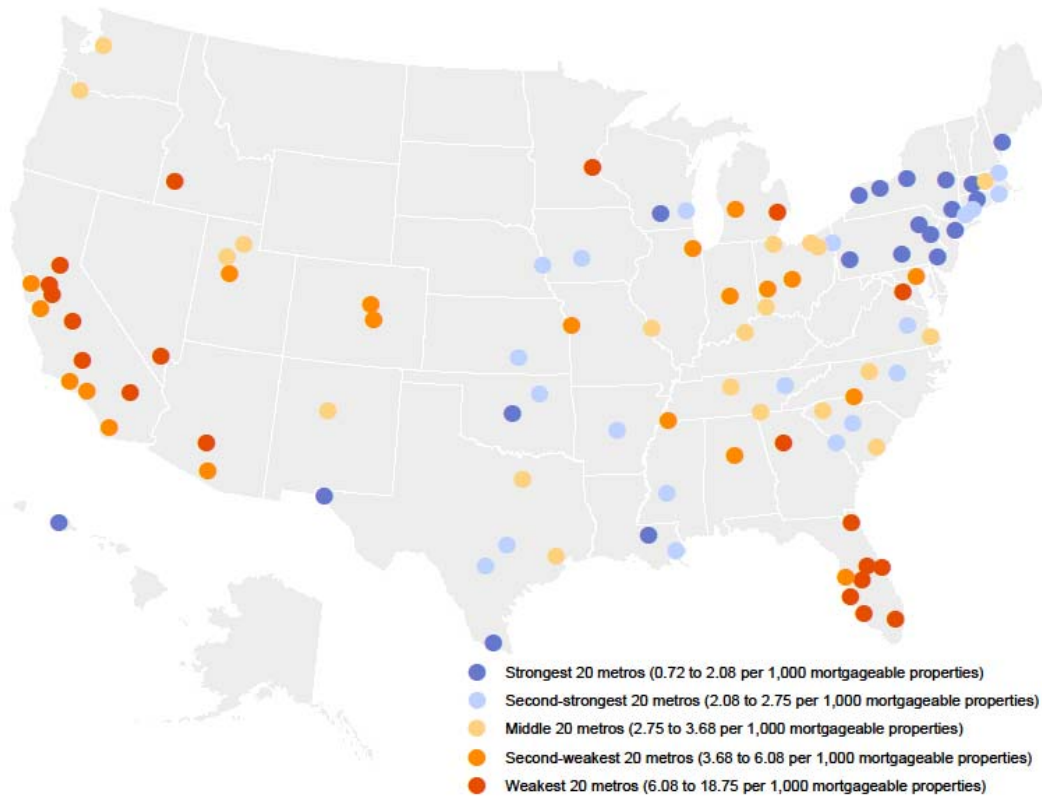 Strongest 20 metros (0.72 to 2.08 per 1,000 mortgageable properties)
Second-strongest 20 metros (2.08 to 2.75 per 1,000 mortgageable properties)
Middle 20 metros (2.75 to 3.68 per 1,000 mortgageable properties)
Second-weakest 20 metros (3.68 to 6.08 per 1,000 mortgageable properties)
Weakest 20 metros (6.08 to 18.75 per 1,000 mortgageable properties)